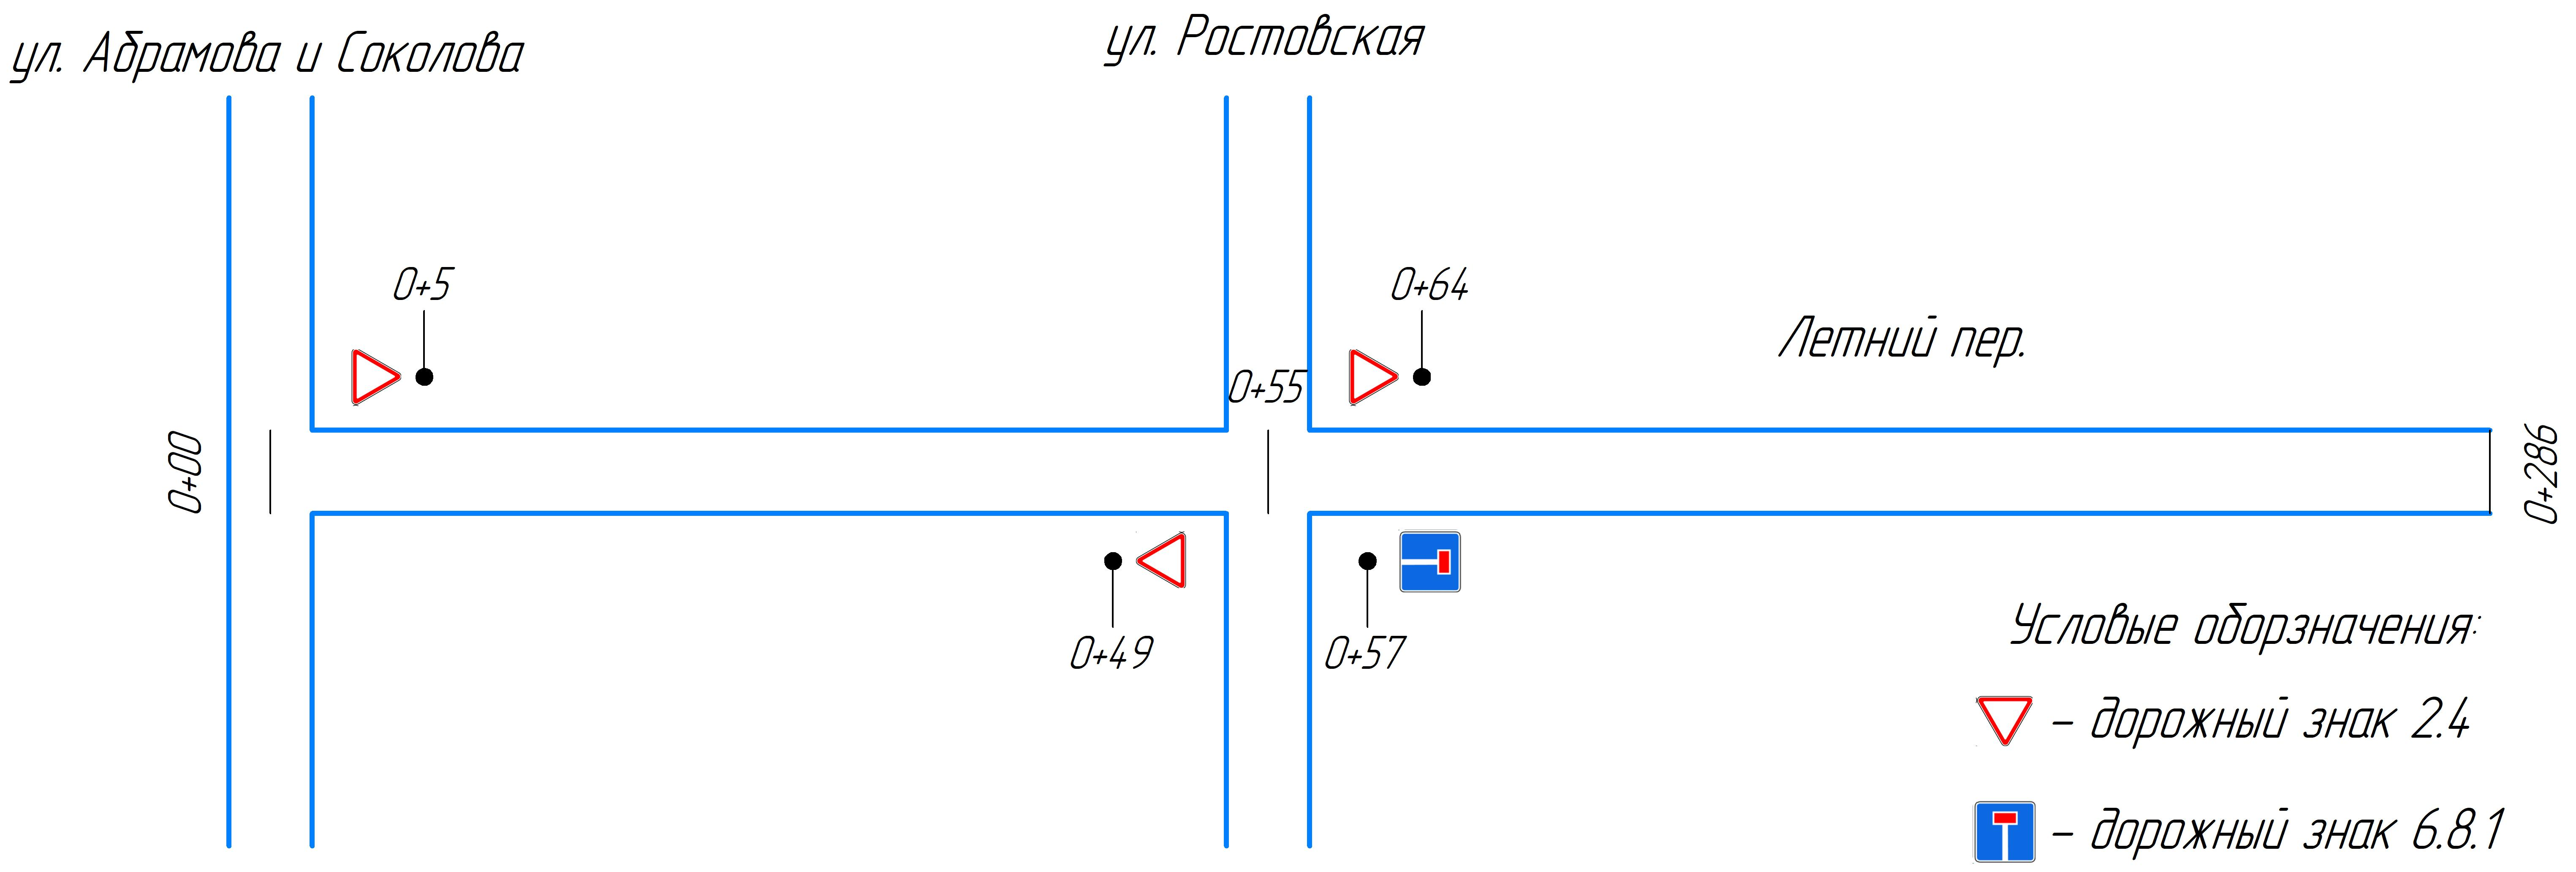 ул. Абрамова и Соколова
ул. Ростовская
0+5
0+64
Летний пер.
0+55
0+00
0+286
0+49
0+57
Условые оборзначения:
- дорожный знак 2.4
- дорожный знак 6.8.1